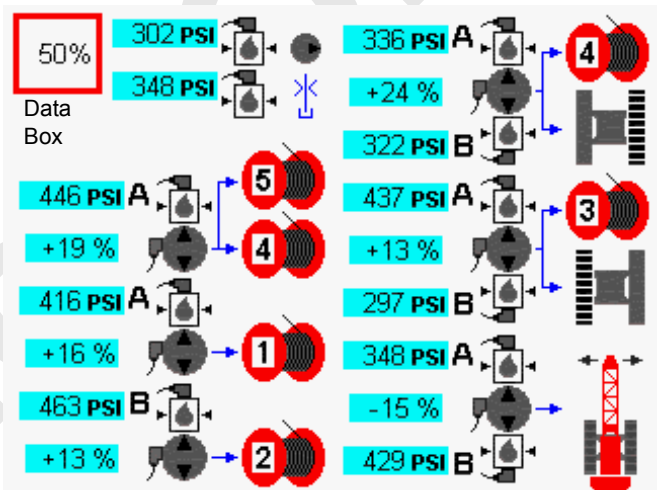 50%
Data
Box
302 PSI
348 PSI
446 PSI A
5
+19 %
4
416 PSI A
+16 %
1
463 PSI B
+13 %
2
336 PSI A
4
+24 %
322 PSI B
437 PSI A
3
+13 %
297 PSI B
348 PSI A
-15 %
429 PSI B